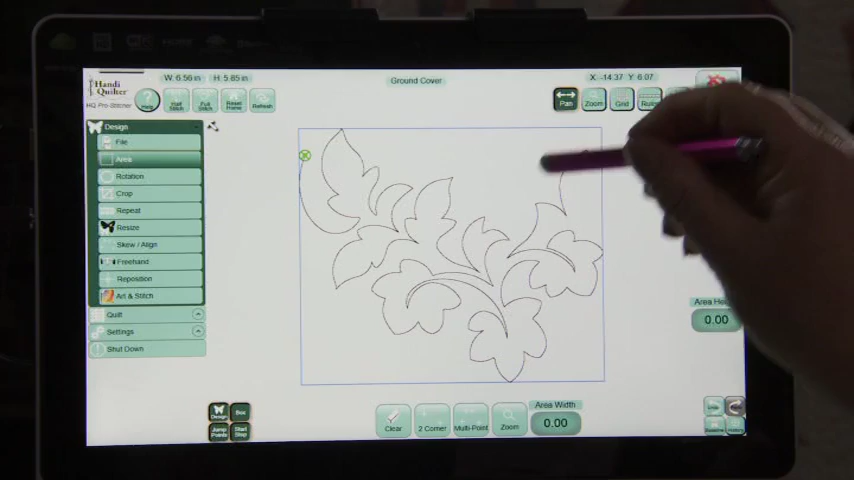 W: 6.56 in H: 5.85 in
Ground Cover
X: -14.37 Y: 6.07
Handi
Quilter
HQ Pro-Stitcher
Help
Half Stitch
Full Stitch
Reset Home
Refresh
Pan
Zoom
Grid
Ruler
Design
File
Area
Rotation
Crop
Repeat
Resize
Skew / Align
Freehand
Reposition
Art & Stitch
Quilt
Settings
Shut Down
Area
0.00
Design
Box
Jump Points
Start Stop
Clear
2 Corner
Multi-Point
Zoom
Area Width
0.00